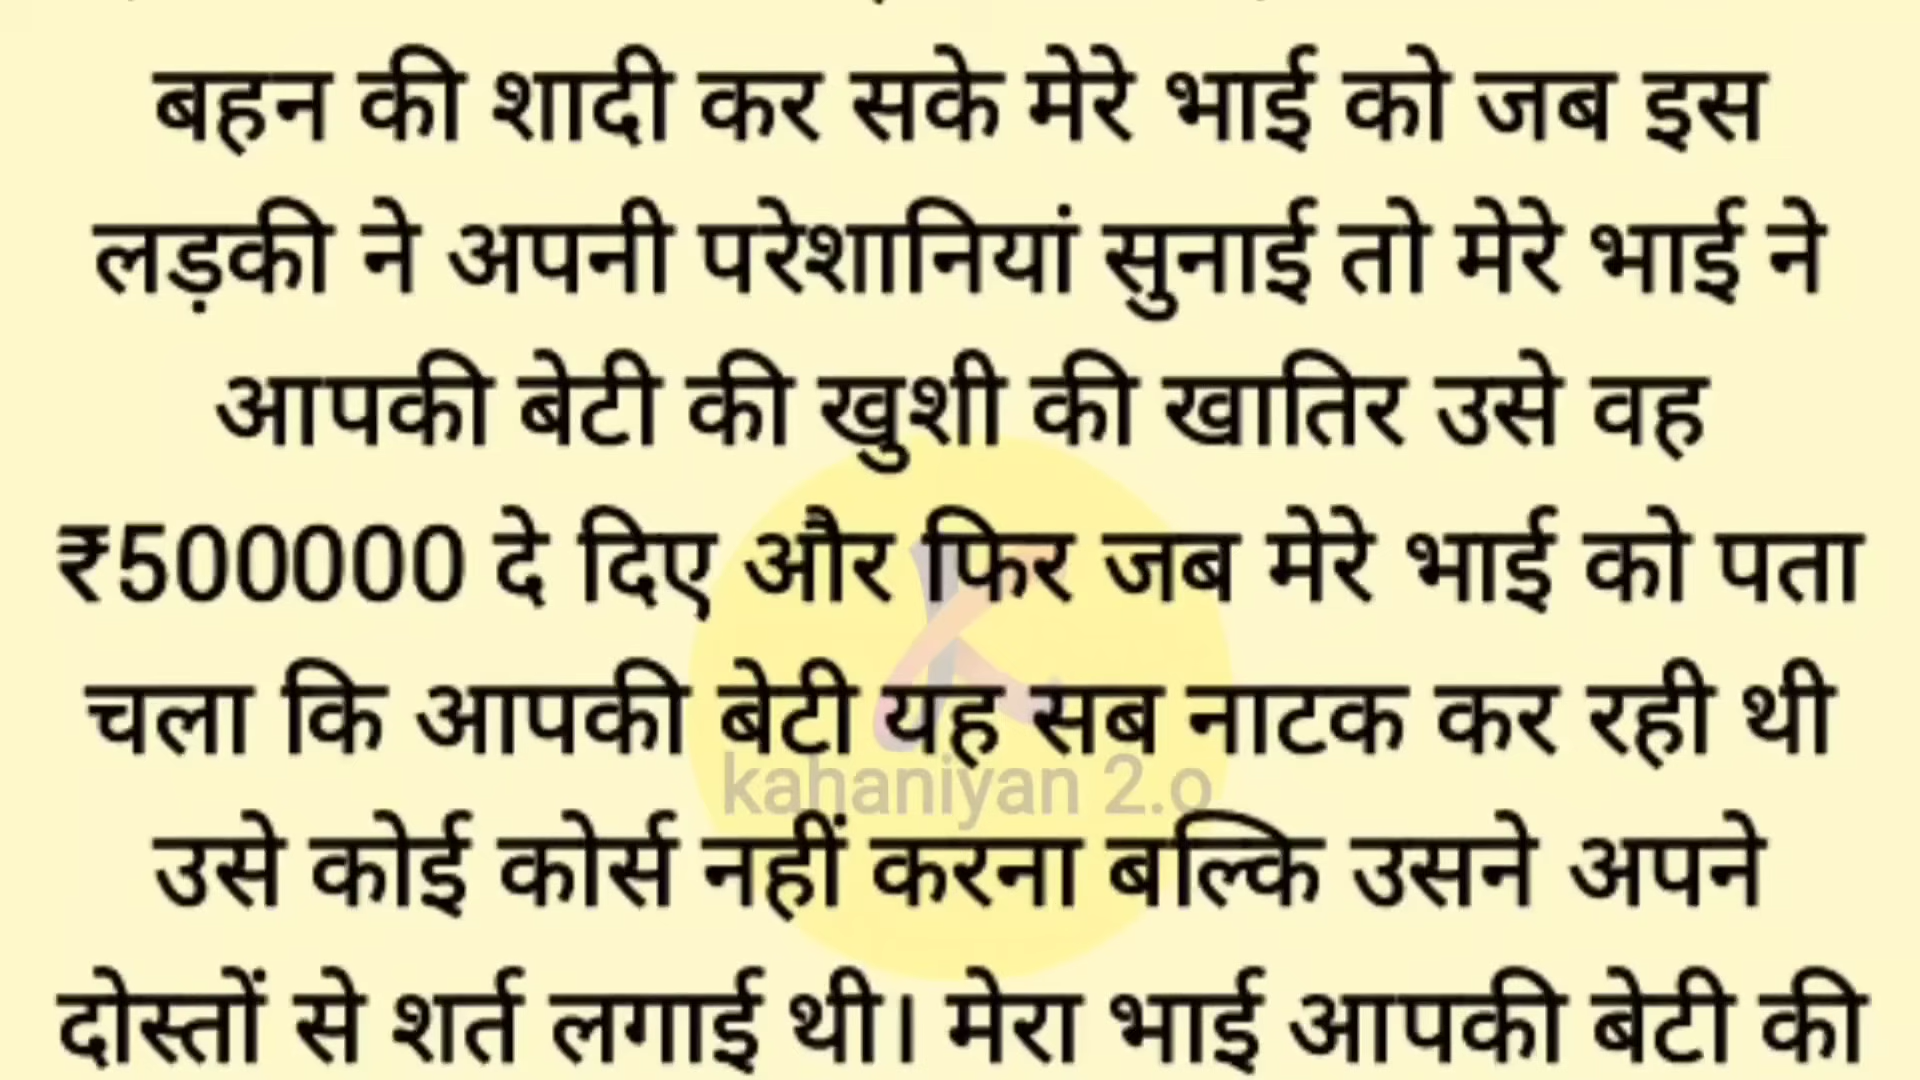 बहन की शादी कर सके मेरे भाई को जब इस
लड़की ने अपनी परेशानियां सुनाई तो मेरे भाई ने
आपकी बेटी की खुशी की खातिर उसे वह
₹500000 दे दिए और फिर जब मेरे भाई को पता
चला कि आपकी बेटी यह सब नाटक कर रही थी
kahaniyan 2.o
उसे कोई कोर्स नहीं करना बल्कि उसने अपने
दोस्तों से शर्त लगाई थी। मेरा भाई आपकी बेटी की